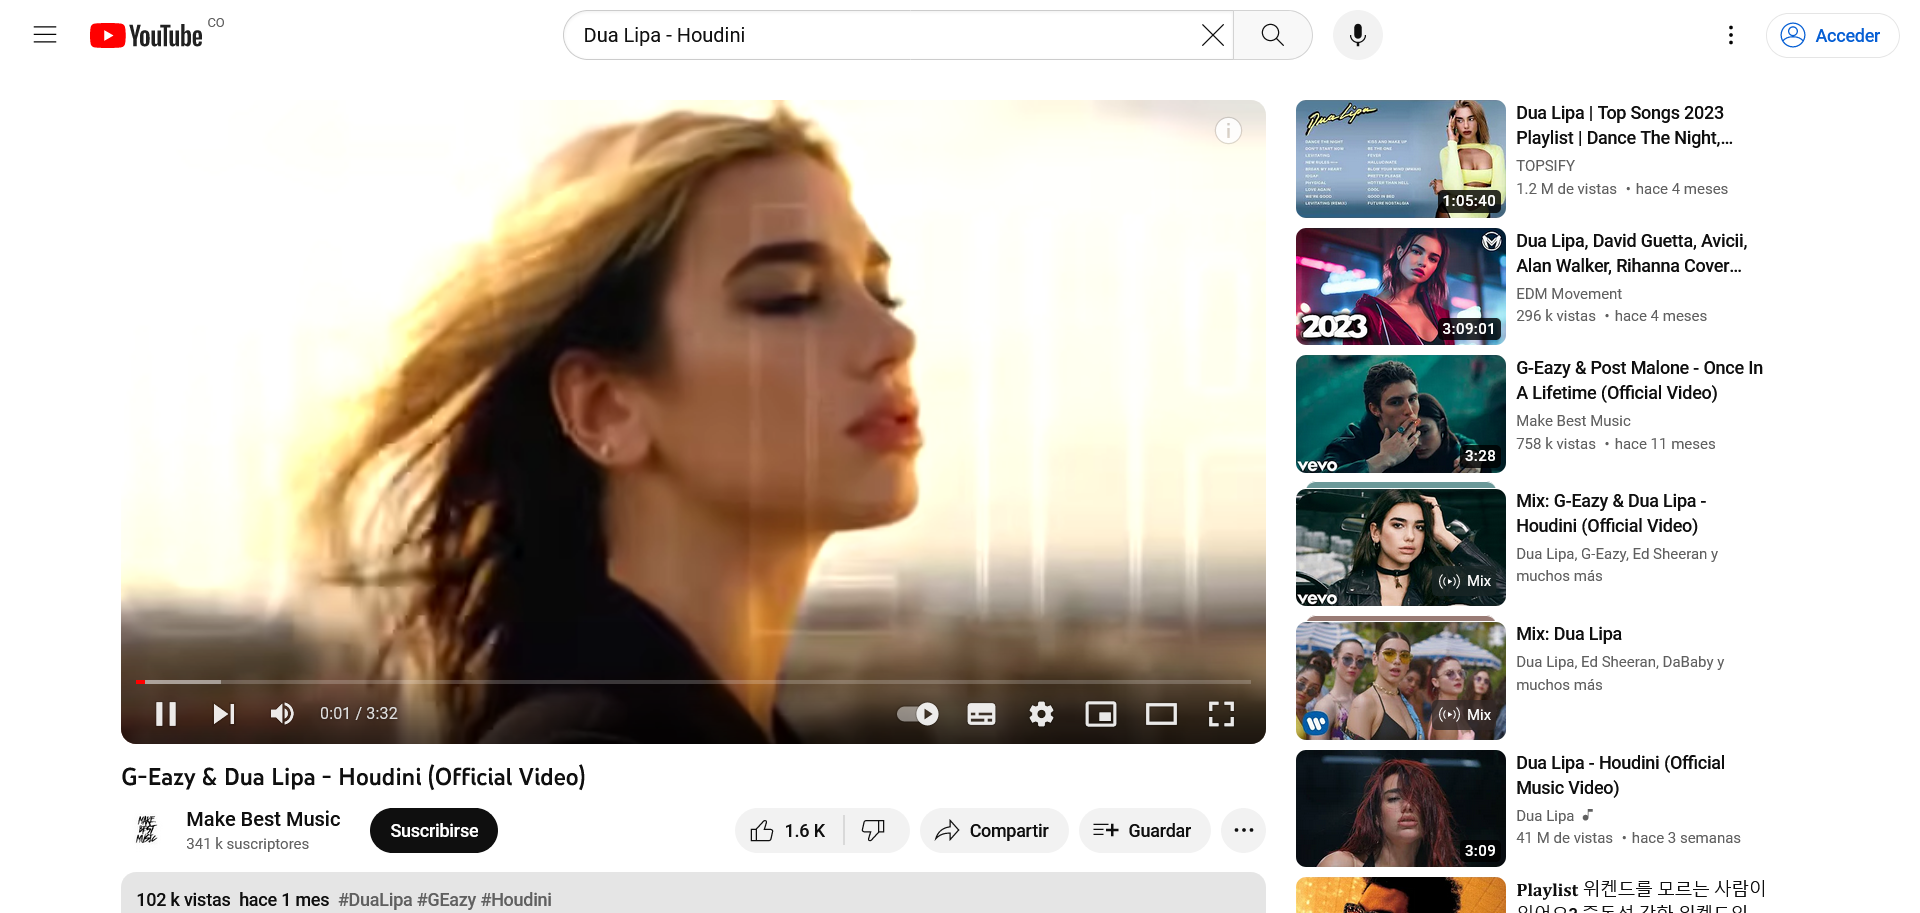 YouTube CO
Dua Lipa - Houdini
Acceder
0:01 / 3:32
G-Eazy & Dua Lipa - Houdini (Official Video)
MAKE
BEST
MUSIC
Make Best Music
341 k suscriptores
Suscribirse
1.6 K
Compartir
Guardar
102 k vistas hace 1 mes #DuaLipa #GEazy #Houdini
Dua Lipa
1:05:40
Dua Lipa | Top Songs 2023
Playlist | Dance The Night,...
TOPSIFY
1.2 M de vistas • hace 4 meses
2023
3:09:01
Dua Lipa, David Guetta, Avicii,
Alan Walker, Rihanna Cover...
EDM Movement
296 k vistas • hace 4 meses
vevo
3:28
G-Eazy & Post Malone - Once In
A Lifetime (Official Video)
Make Best Music
758 k vistas • hace 11 meses
vevo
Mix
Mix: G-Eazy & Dua Lipa -
Houdini (Official Video)
Dua Lipa, G-Eazy, Ed Sheeran y
muchos más
Mix
Mix: Dua Lipa
Dua Lipa, Ed Sheeran, DaBaby y
muchos más
3:09
Dua Lipa - Houdini (Official
Music Video)
Dua Lipa
41 M de vistas • hace 3 semanas
Playlist 위켄드를 모르는 사람이